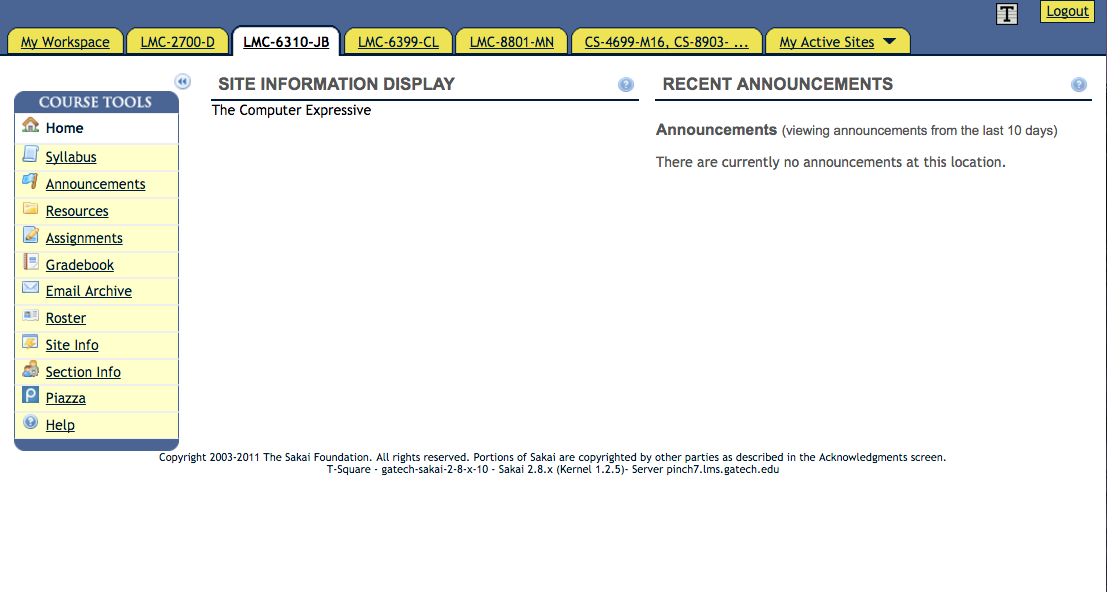 T
Logout
My Workspace
LMC-2700-D
LMC-6310-JB
LMC-6399-CL
LMC-8801-MN
CS-4699-M16, CS-8903- ...
My Active Sites
COURSE TOOLS
Home
Syllabus
Announcements
Resources
Assignments
Gradebook
Email Archive
Roster
Site Info
Section Info
Piazza
Help
SITE INFORMATION DISPLAY
?
The Computer Expressive
RECENT ANNOUNCEMENTS
?
Announcements (viewing announcements from the last 10 days)
There are currently no announcements at this location.
Copyright 2003-2011 The Sakai Foundation. All rights reserved. Portions of Sakai are copyrighted by other parties as described in the Acknowledgments screen.
T-Square - gatech-sakai-2-8-x-10 - Sakai 2.8.x (Kernel 1.2.5)- Server pinch7.lms.gatech.edu